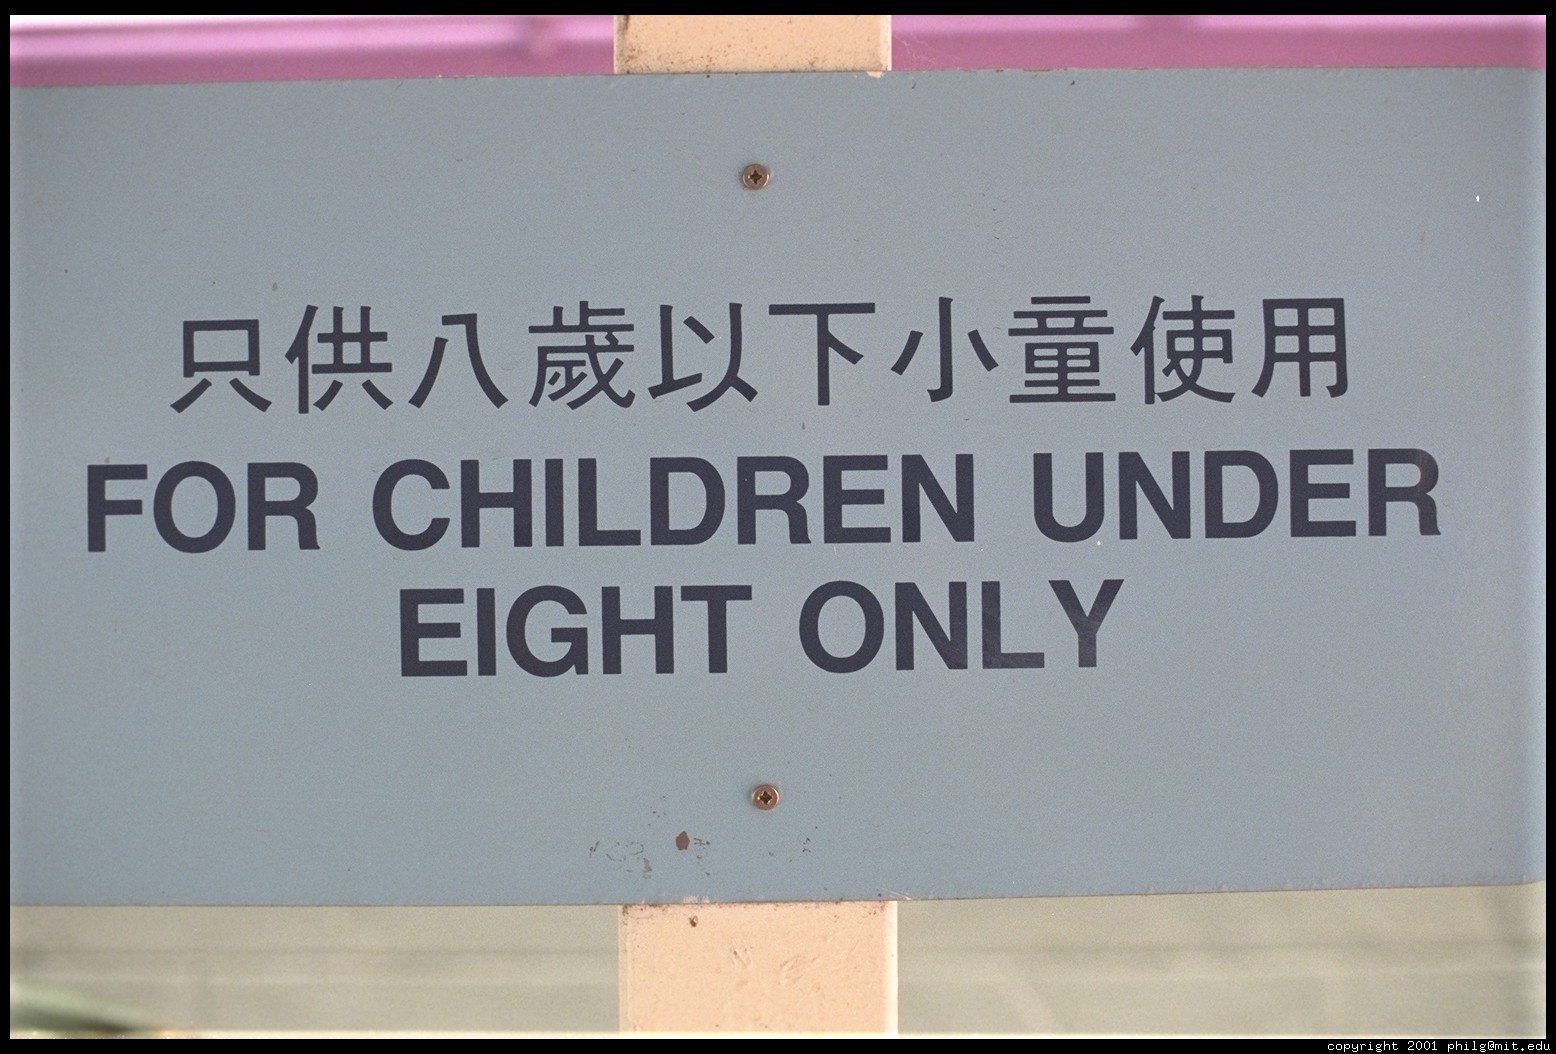 只供八歲以下小童使用
FOR CHILDREN UNDER
EIGHT ONLY
copyright 2001 philg@mit.edu